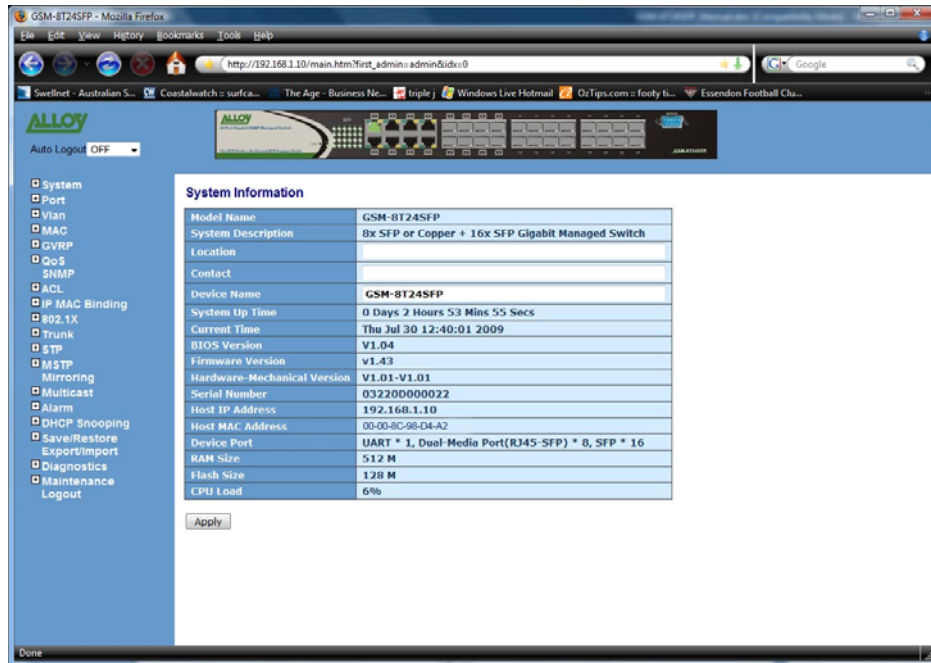 GSM-8T24SFP - Mozilla Firefox
File Edit View History Bookmarks Tools Help
http://192.168.1.10/main.htm?first_admin=admin&idx=0
Google
Swellnet - Australian S... Coastalwatch :: surfca... The Age - Business Ne... triple j Windows Live Hotmail OzTips.com :: footy ti... Essendon Football Clu...
ALLOY
ALLOY
Auto Logout OFF
System
Port
Vlan
MAC
GVRP
QoS
SNMP
ACL
IP MAC Binding
802.1X
Trunk
STP
MSTP
Mirroring
Multicast
Alarm
DHCP Snooping
Save/Restore
Export/Import
Diagnostics
Maintenance
Logout
System Information
Model Name GSM-8T24SFP
System Description 8x SFP or Copper + 16x SFP Gigabit Managed Switch
Location
Contact
Device Name GSM-8T24SFP
System Up Time 0 Days 2 Hours 53 Mins 55 Secs
Current Time Thu Jul 30 12:40:01 2009
BIOS Version V1.04
Firmware Version v1.43
Hardware-Mechanical Version V1.01-V1.01
Serial Number 03220D000022
Host IP Address 192.168.1.10
Host MAC Address 00-00-8C-98-D4-A2
Device Port UART * 1, Dual-Media Port(RJ45-SFP) * 8, SFP * 16
RAM Size 512 M
Flash Size 128 M
CPU Load 6%
Apply
Done